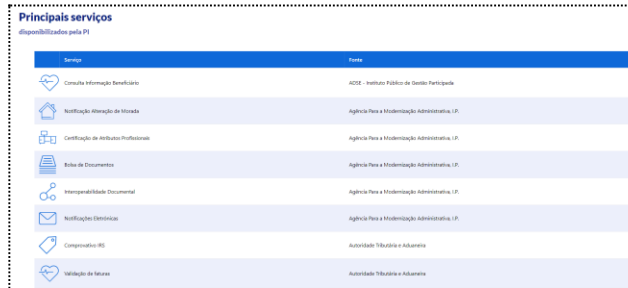 Principais serviços
disponibilizados pela PI
Serviço Fonte
Consulta Informação Beneficiário ADSE - Instituto Público de Gestão Participada
Notificação Alteração de Morada Agência Para a Modernização Administrativa, I.P.
Certificação de Atributos Profissionais Agência Para a Modernização Administrativa, I.P.
Bolsa de Documentos Agência Para a Modernização Administrativa, I.P.
Interoperabilidade Documental Agência Para a Modernização Administrativa, I.P.
Notificações Eletrónicas Agência Para a Modernização Administrativa, I.P.
Comprovativo IRS Autoridade Tributária e Aduaneira
Validação de faturas Autoridade Tributária e Aduaneira